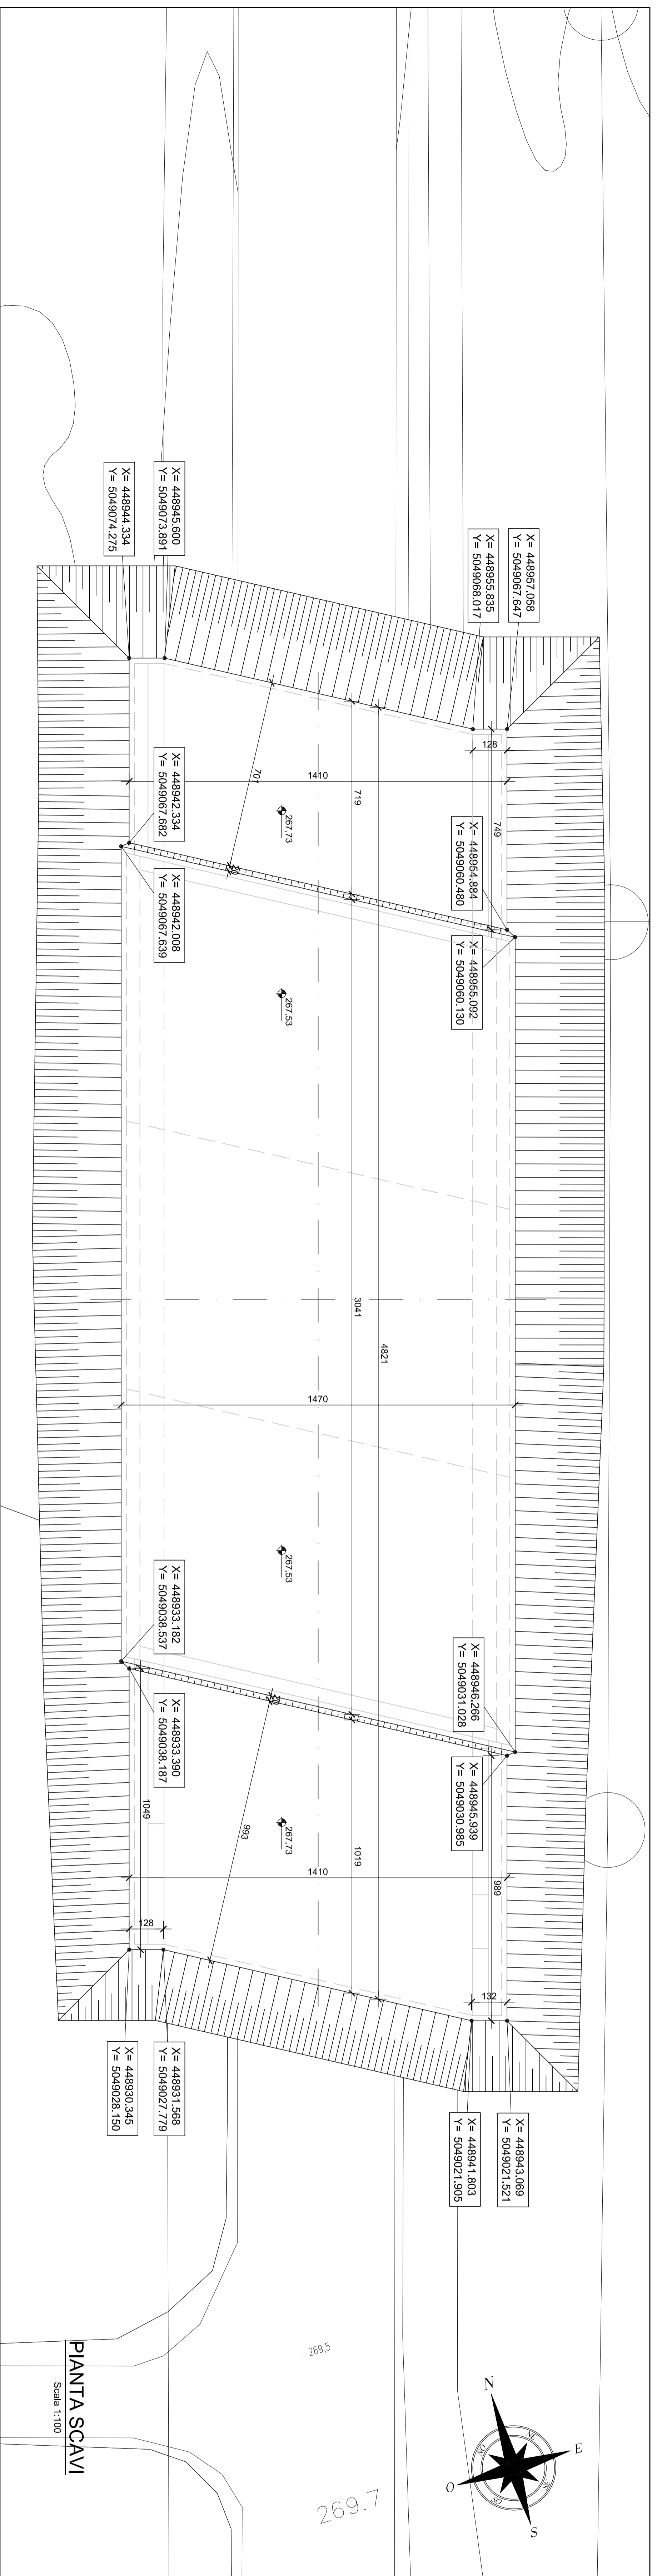 X= 448957.058
Y= 5049067.647
X= 448955.835
Y= 5049068.017
X= 448945.600
Y= 5049073.891
X= 448944.334
Y= 5049074.275
128
1410
719
749
701
267.73
X= 448942.334
Y= 5049067.682
X= 448954.884
Y= 5049060.480
X= 448942.008
Y= 5049067.639
X= 448955.092
Y= 5049060.130
267.53
3041
4821
1470
267.53
X= 448933.182
Y= 5049038.537
X= 448946.266
Y= 5049031.028
X= 448933.390
Y= 5049038.187
X= 448945.939
Y= 5049030.985
267.73
1049
993
1019
989
1410
128
132
X= 448931.568
Y= 5049027.779
X= 448930.345
Y= 5049028.150
X= 448943.069
Y= 5049021.521
X= 448941.803
Y= 5049021.905
269,5
PIANTA SCAVI
Scala 1:100
269.7
N
NE
E
SE
S
SO
O
NO